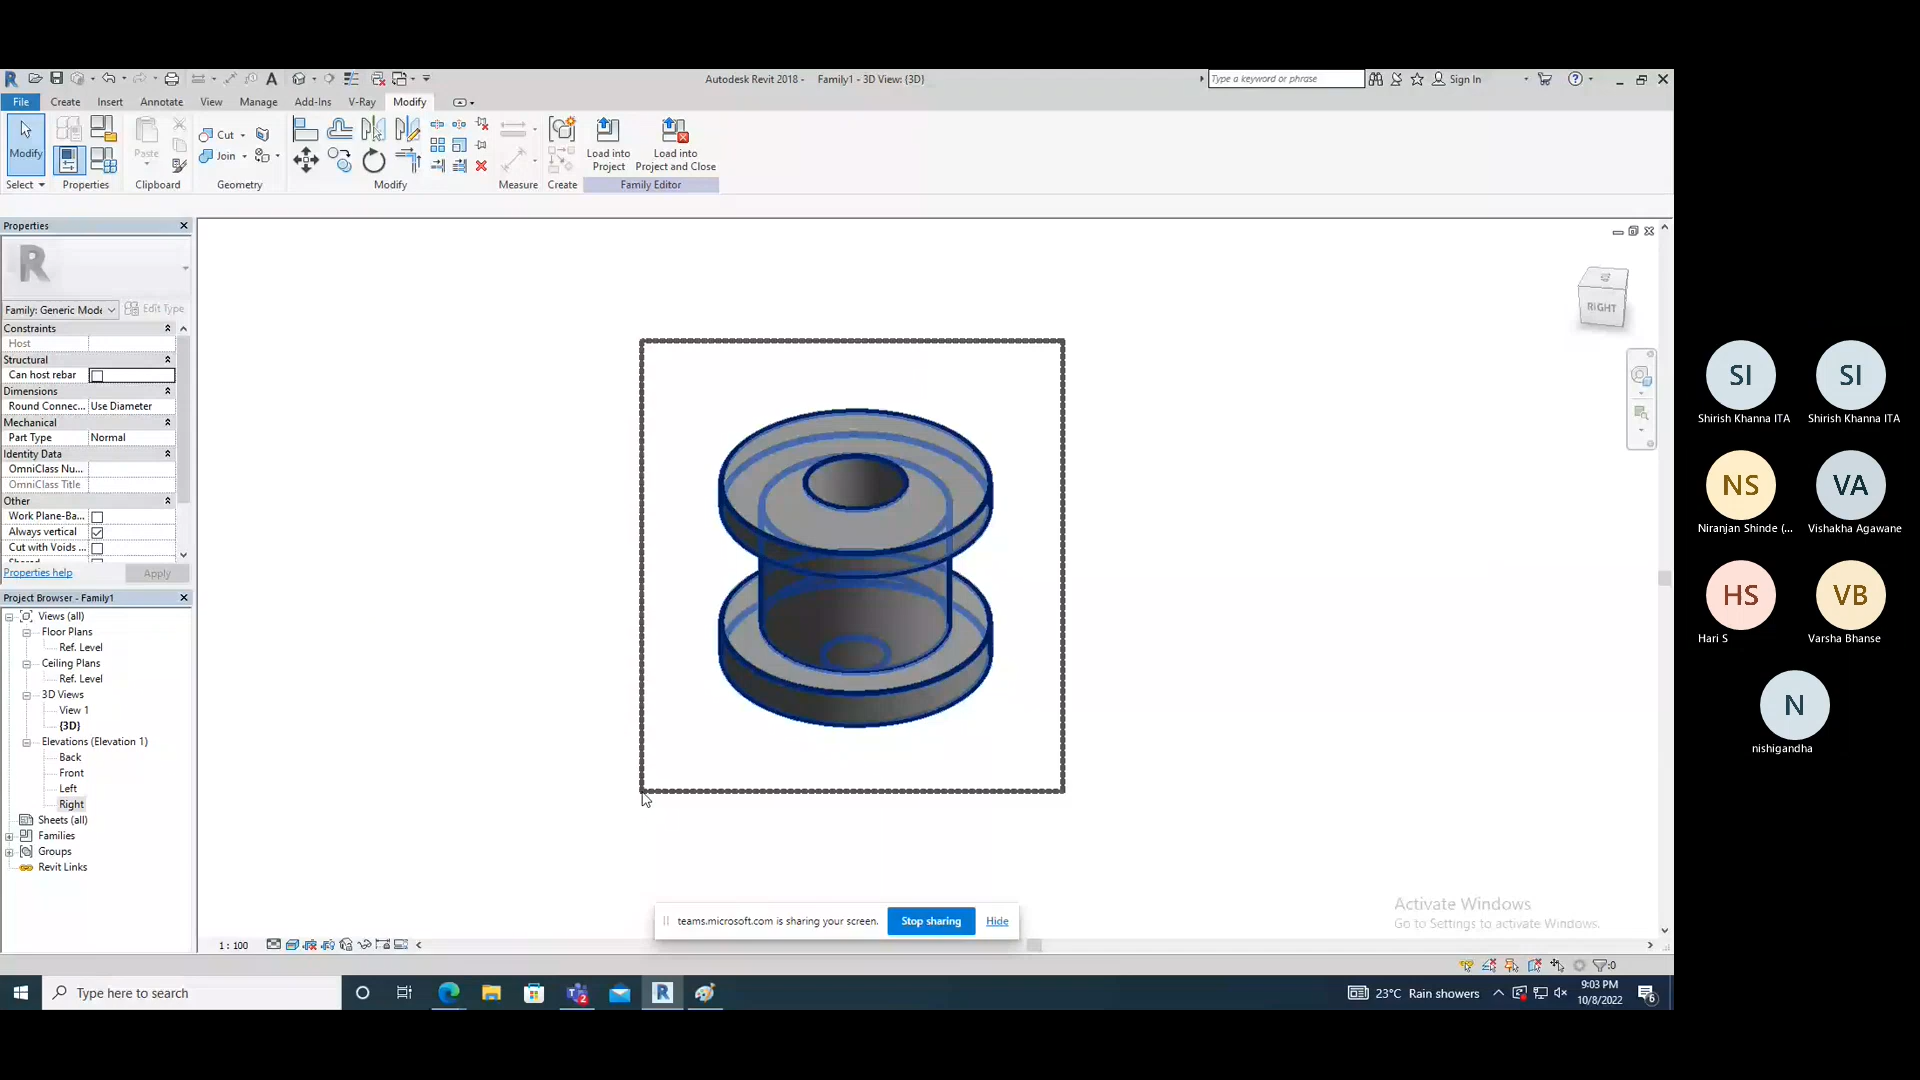 Autodesk Revit 2018 - Family1 - 3D View: {3D}
Type a keyword or phrase
Sign In
File Create Insert Annotate View Manage Add-Ins V-Ray Modify
Modify
Paste
Cut
Join
Load into
Project
Load into
Project and Close
Select Properties Clipboard Geometry Modify Measure Create Family Editor
Properties
R
Family: Generic Mode
Edit Type
Constraints
Host
Structural
Can host rebar
Dimensions
Round Connec... Use Diameter
Mechanical
Part Type Normal
Identity Data
OmniClass Nu...
OmniClass Title
Other
Work Plane-Ba...
Always vertical
Cut with Voids ...
Properties help
Apply
Project Browser - Family1
Views (all)
Floor Plans
Ref. Level
Ceiling Plans
Ref. Level
3D Views
View 1
{3D}
Elevations (Elevation 1)
Back
Front
Left
Right
Sheets (all)
Families
Groups
Revit Links
RIGHT
1 : 100
teams.microsoft.com is sharing your screen.
Stop sharing
Hide
Activate Windows
Go to Settings to activate Windows.
:0
Type here to search
2
R
23°C Rain showers
9:03 PM
10/8/2022
6
SI
Shirish Khanna ITA
SI
Shirish Khanna ITA
NS
Niranjan Shinde (...
VA
Vishakha Agawane
HS
Hari S
VB
Varsha Bhanse
N
nishigandha